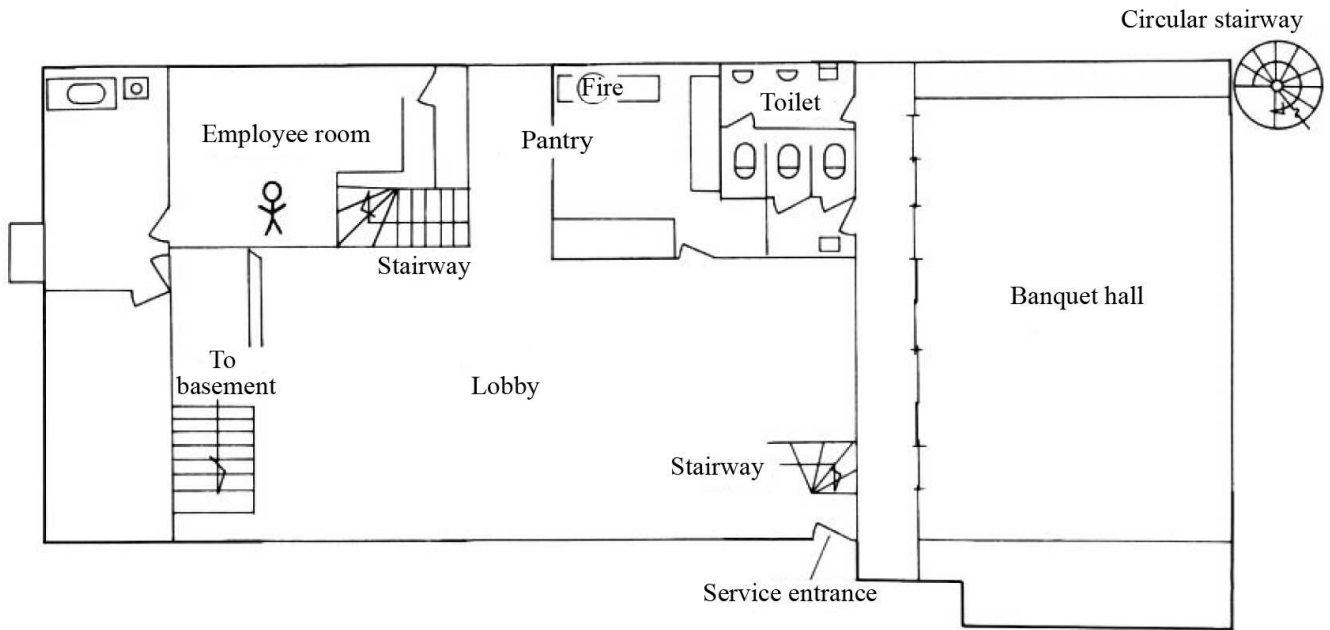 Circular stairway
Fire
Toilet
Employee room
Pantry
Stairway
Banquet hall
To
basement
Lobby
Stairway
Service entrance